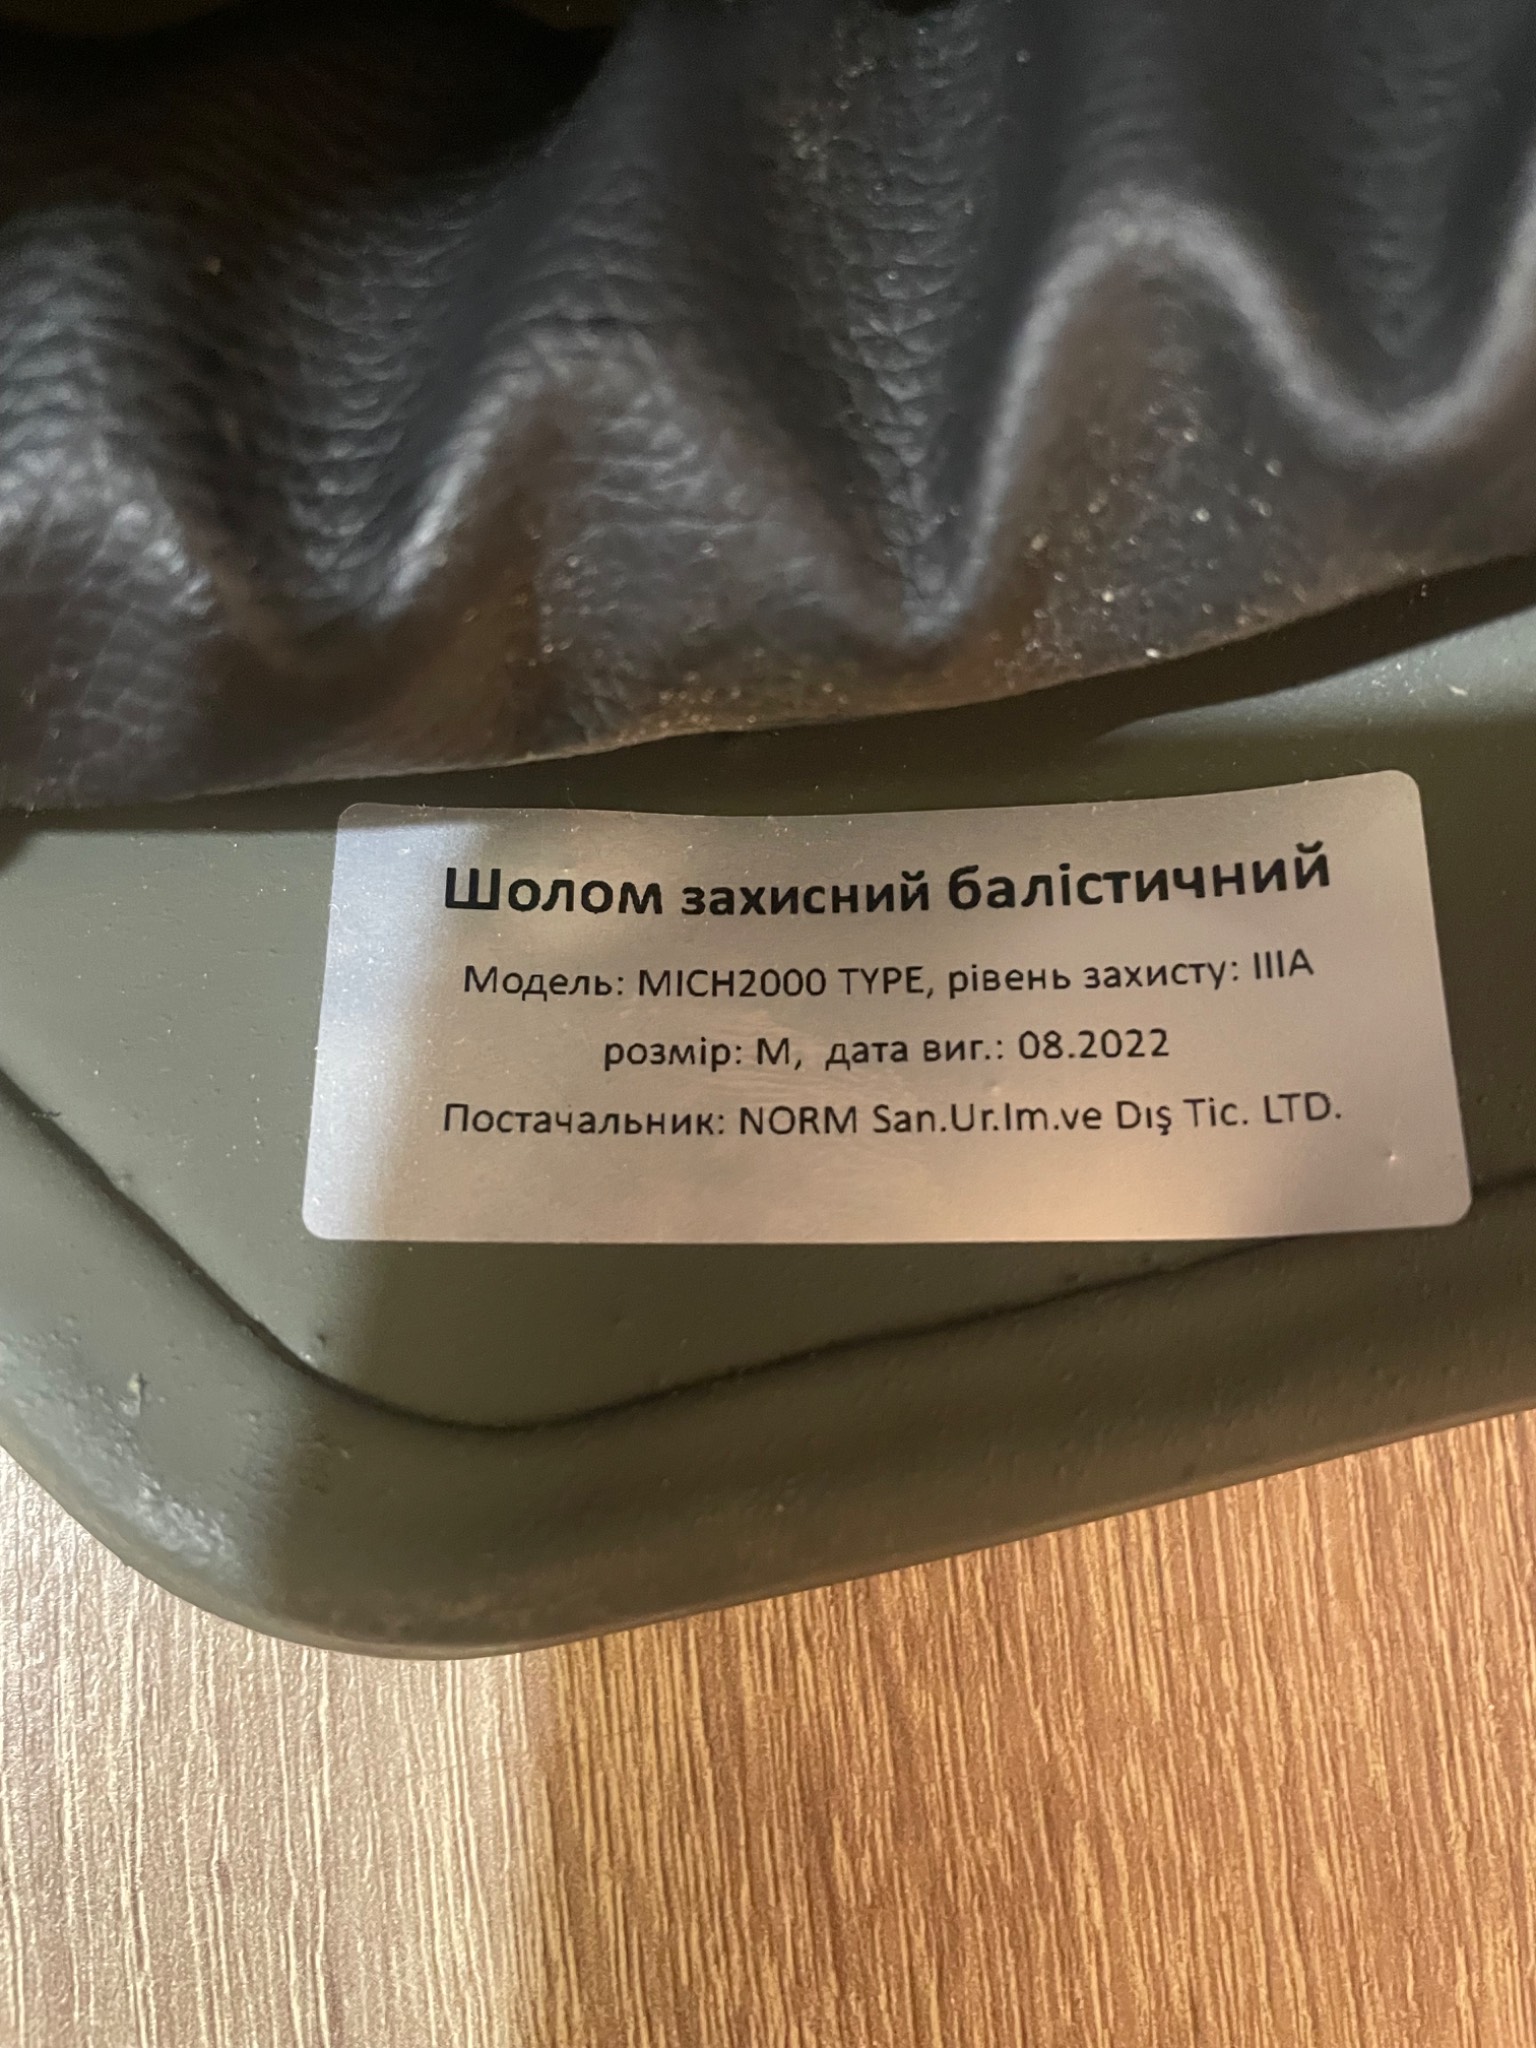 Шолом захисний балістичний
Модель: MICH2000 TYPE, рівень захисту: IIIA
розмір: М, дата виг.: 08.2022
Постачальник: NORM San.Ur.Im.ve Dış Tic. LTD.